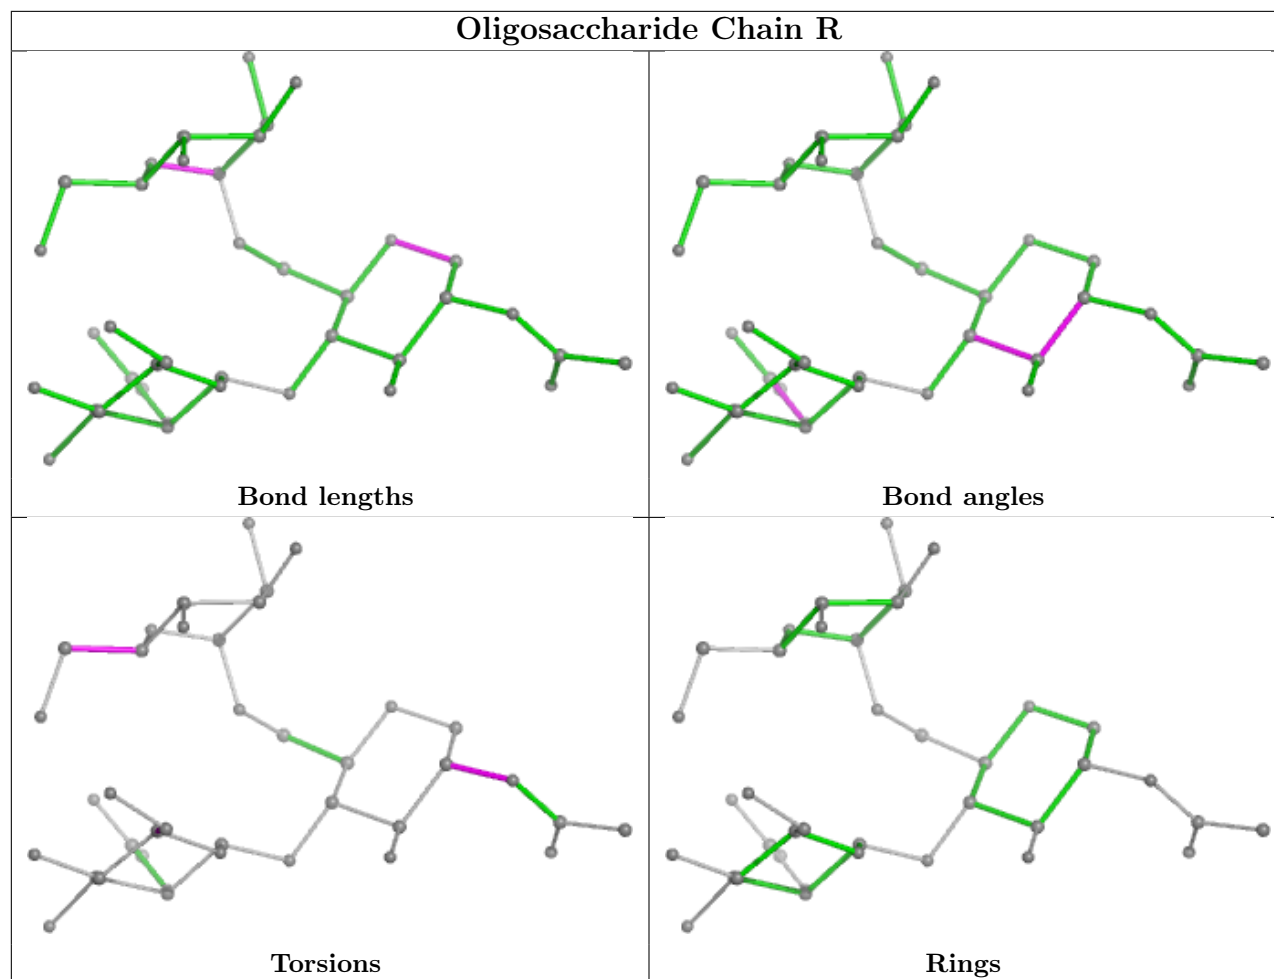 Oligosaccharide Chain R
Bond lengths
Bond angles
Torsions
Rings